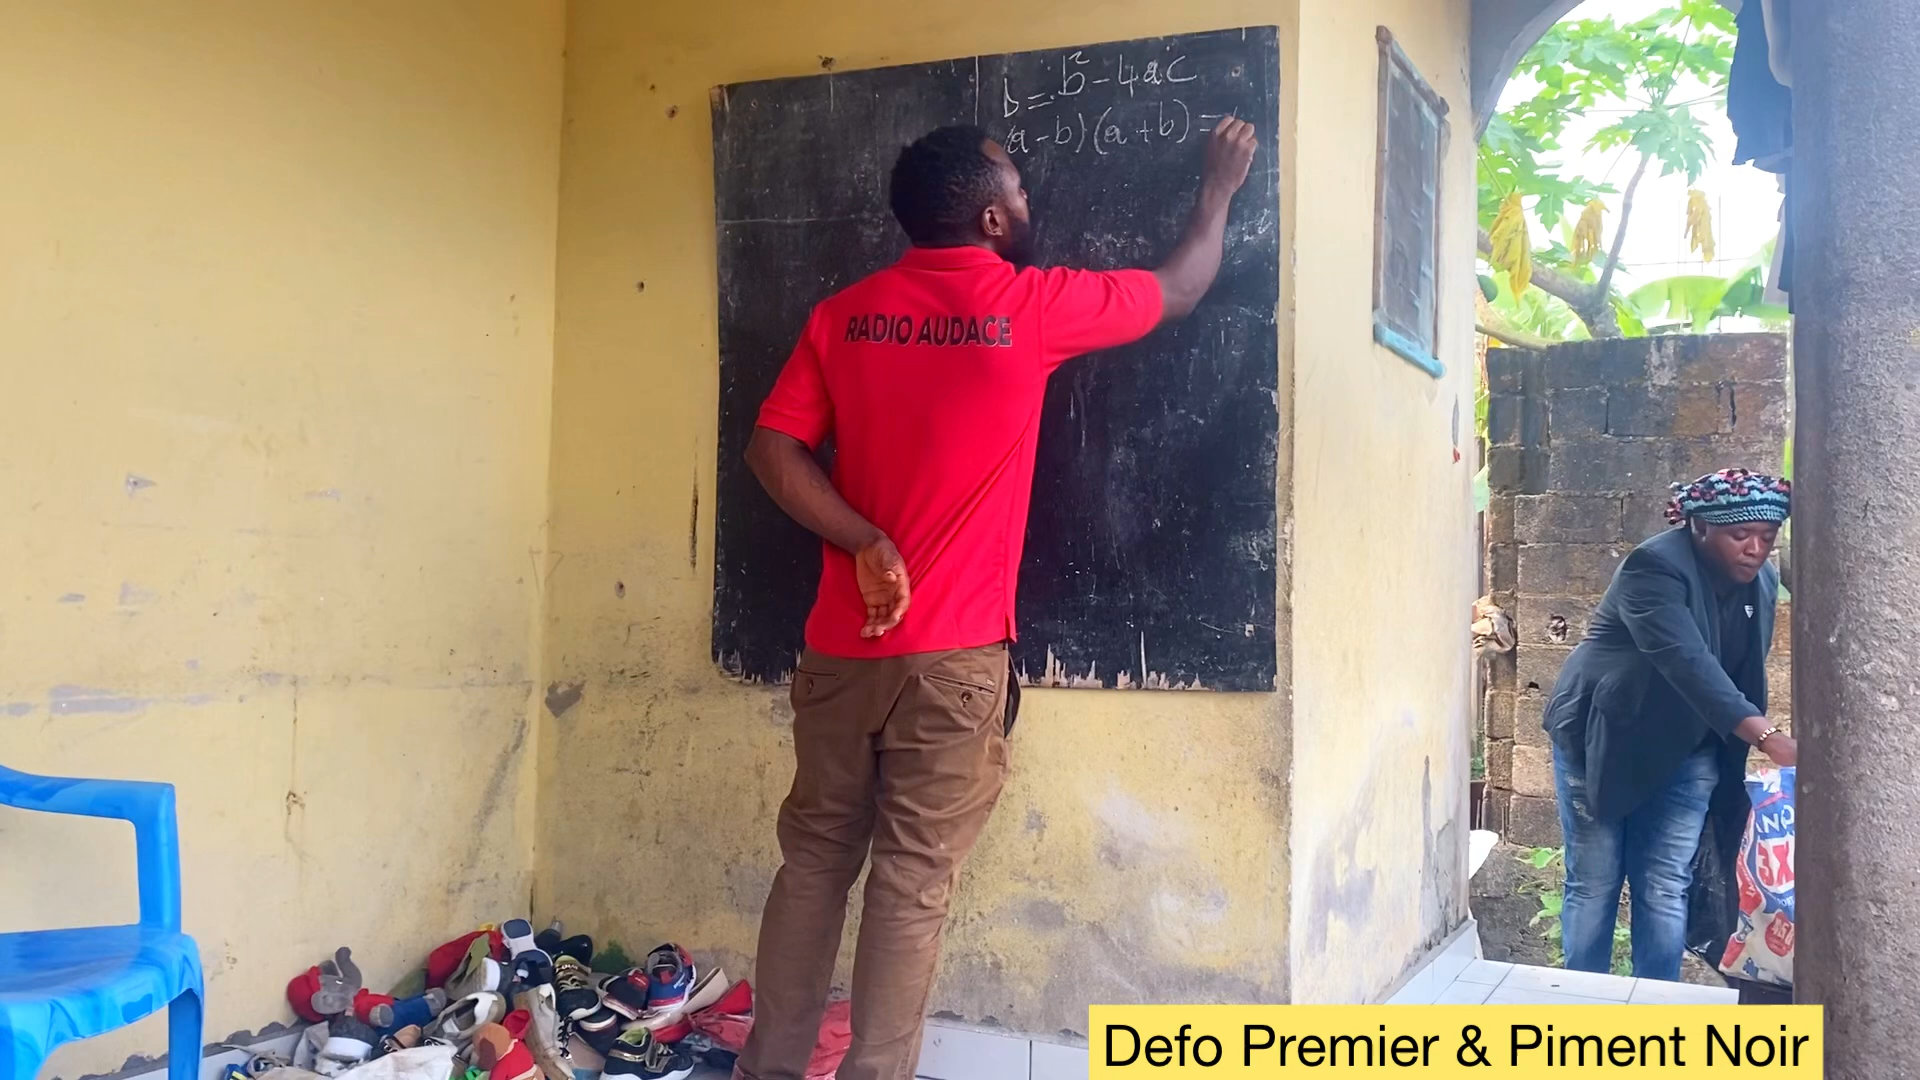 b = b² - 4ac
(a - b) (a + b) =
RADIO AUDACE
Defo Premier & Piment Noir